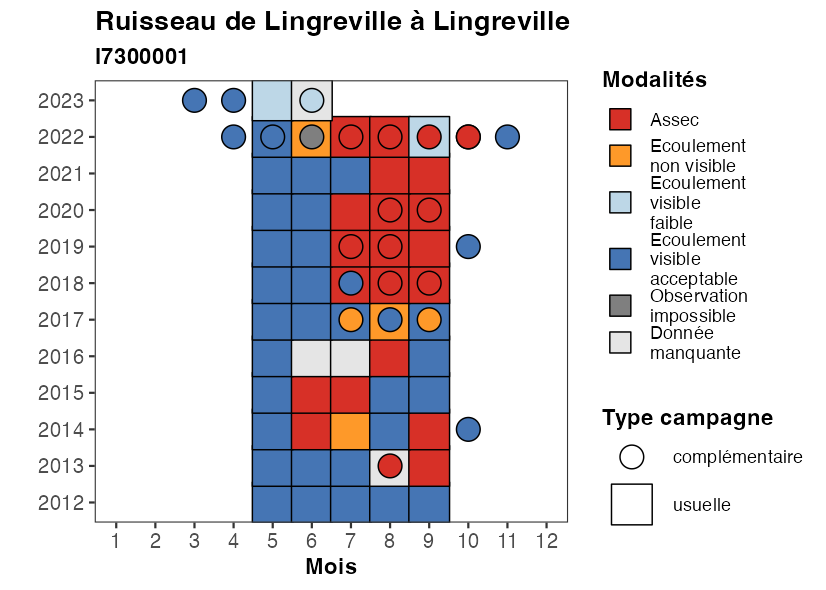 Ruisseau de Lingreville à Lingreville
I7300001
2023
2022
2021
2020
2019
2018
2017
2016
2015
2014
2013
2012
1 2 3 4 5 6 7 8 9 10 11 12
Mois
Modalités
Assec
Ecoulement
non visible
Ecoulement
visible
faible
Ecoulement
visible
acceptable
Observation
impossible
Donnée
manquante
Type campagne
complémentaire
usuelle